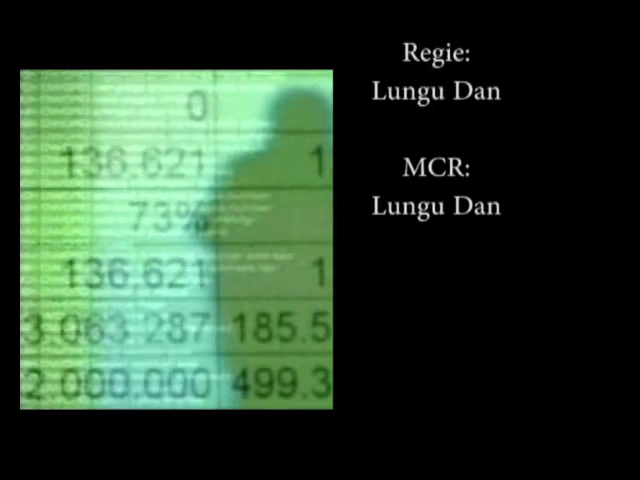 0
136.621 1
73%
136.621 1
3.063.287 185.5
2.000.000 499.3
Regie:
Lungu Dan
MCR:
Lungu Dan